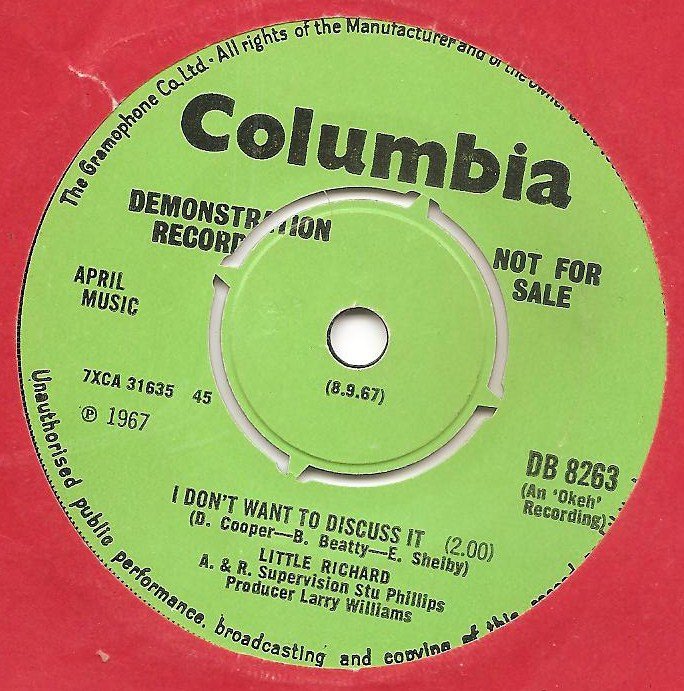 The Gramophone Co. Ltd. · All rights of the Manufacturer and of the owner of the
Columbia
DEMONSTRATION
RECORD
NOT FOR
SALE
APRIL
MUSIC
7XCA 31635 45
℗ 1967
(8.9.67)
DB 8263
(An 'Okeh'
Recording)
I DON'T WANT TO DISCUSS IT (2.00)
(D. Cooper—B. Beatty—E. Shelby)
LITTLE RICHARD
A. & R. Supervision Stu Phillips
Producer Larry Williams
Unauthorised public performance, broadcasting and copying of this